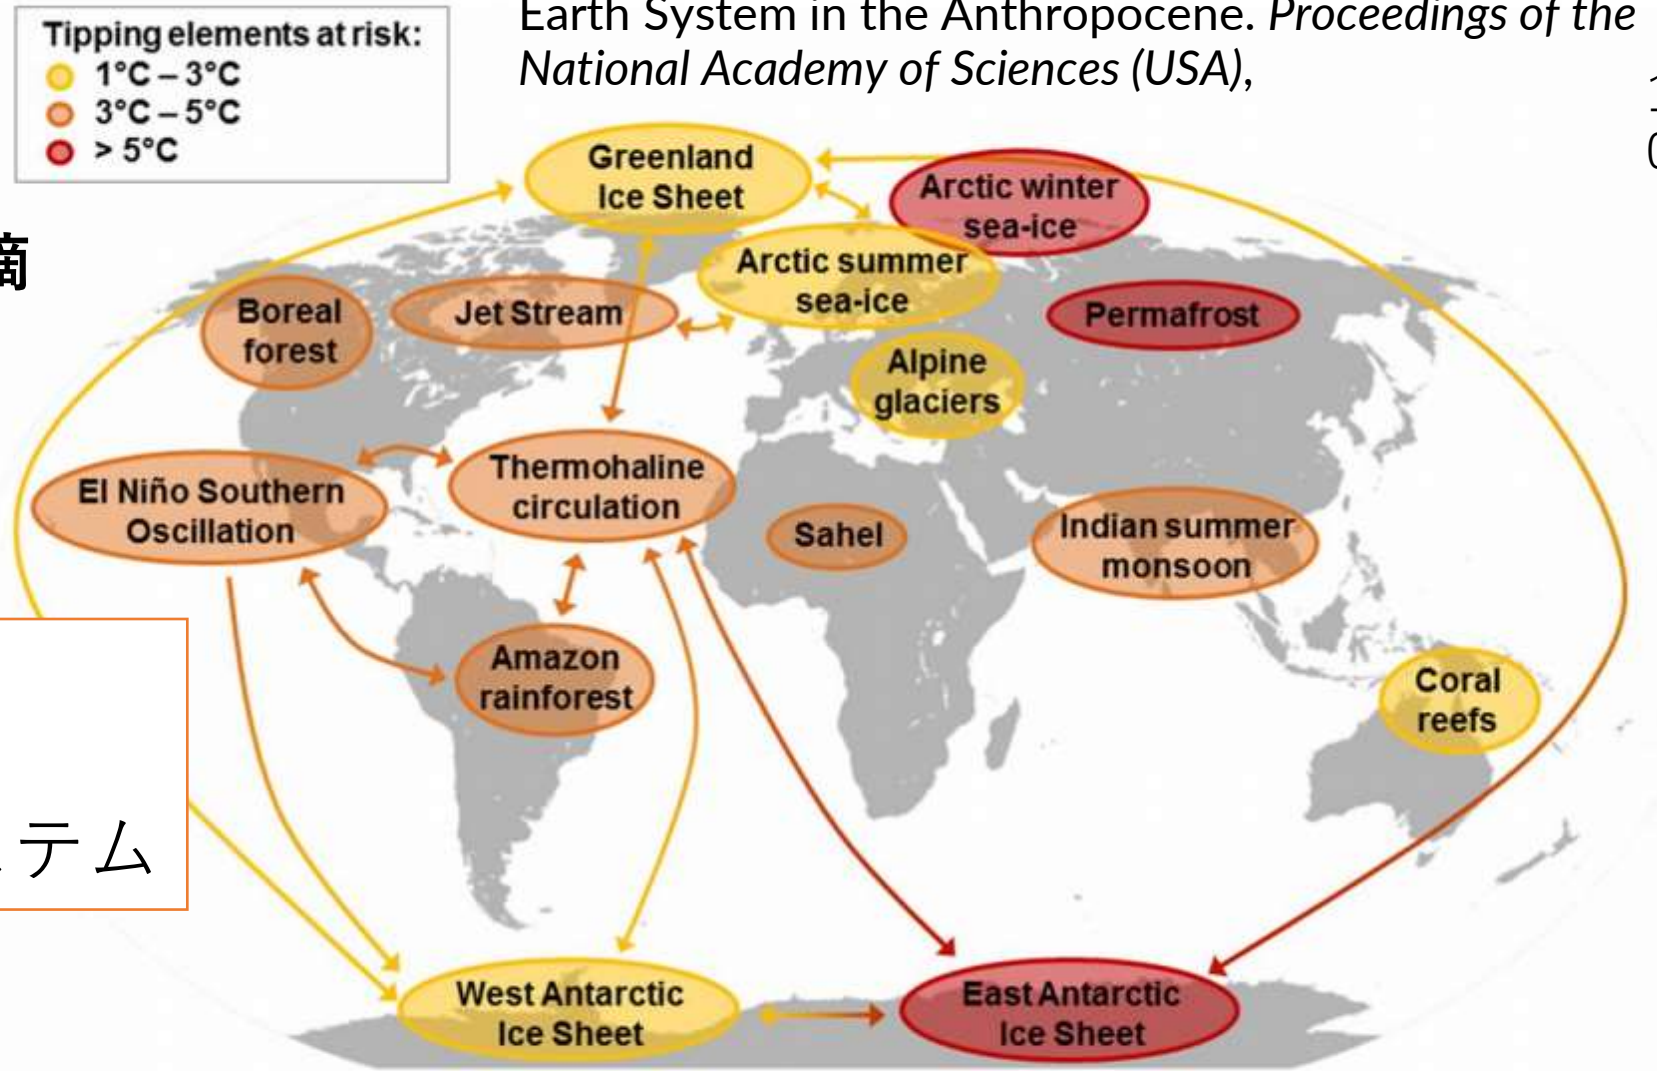 Earth System in the Anthropocene. Proceedings of the
National Academy of Sciences (USA),
Tipping elements at risk:
1°C – 3°C
3°C – 5°C
> 5°C
Greenland
Ice Sheet
Arctic winter
sea-ice
Arctic summer
sea-ice
Boreal
forest
Jet Stream
Permafrost
Alpine
glaciers
El Niño Southern
Oscillation
Thermohaline
circulation
Sahel
Indian summer
monsoon
Amazon
rainforest
Coral
reefs
テム
West Antarctic
Ice Sheet
East Antarctic
Ice Sheet